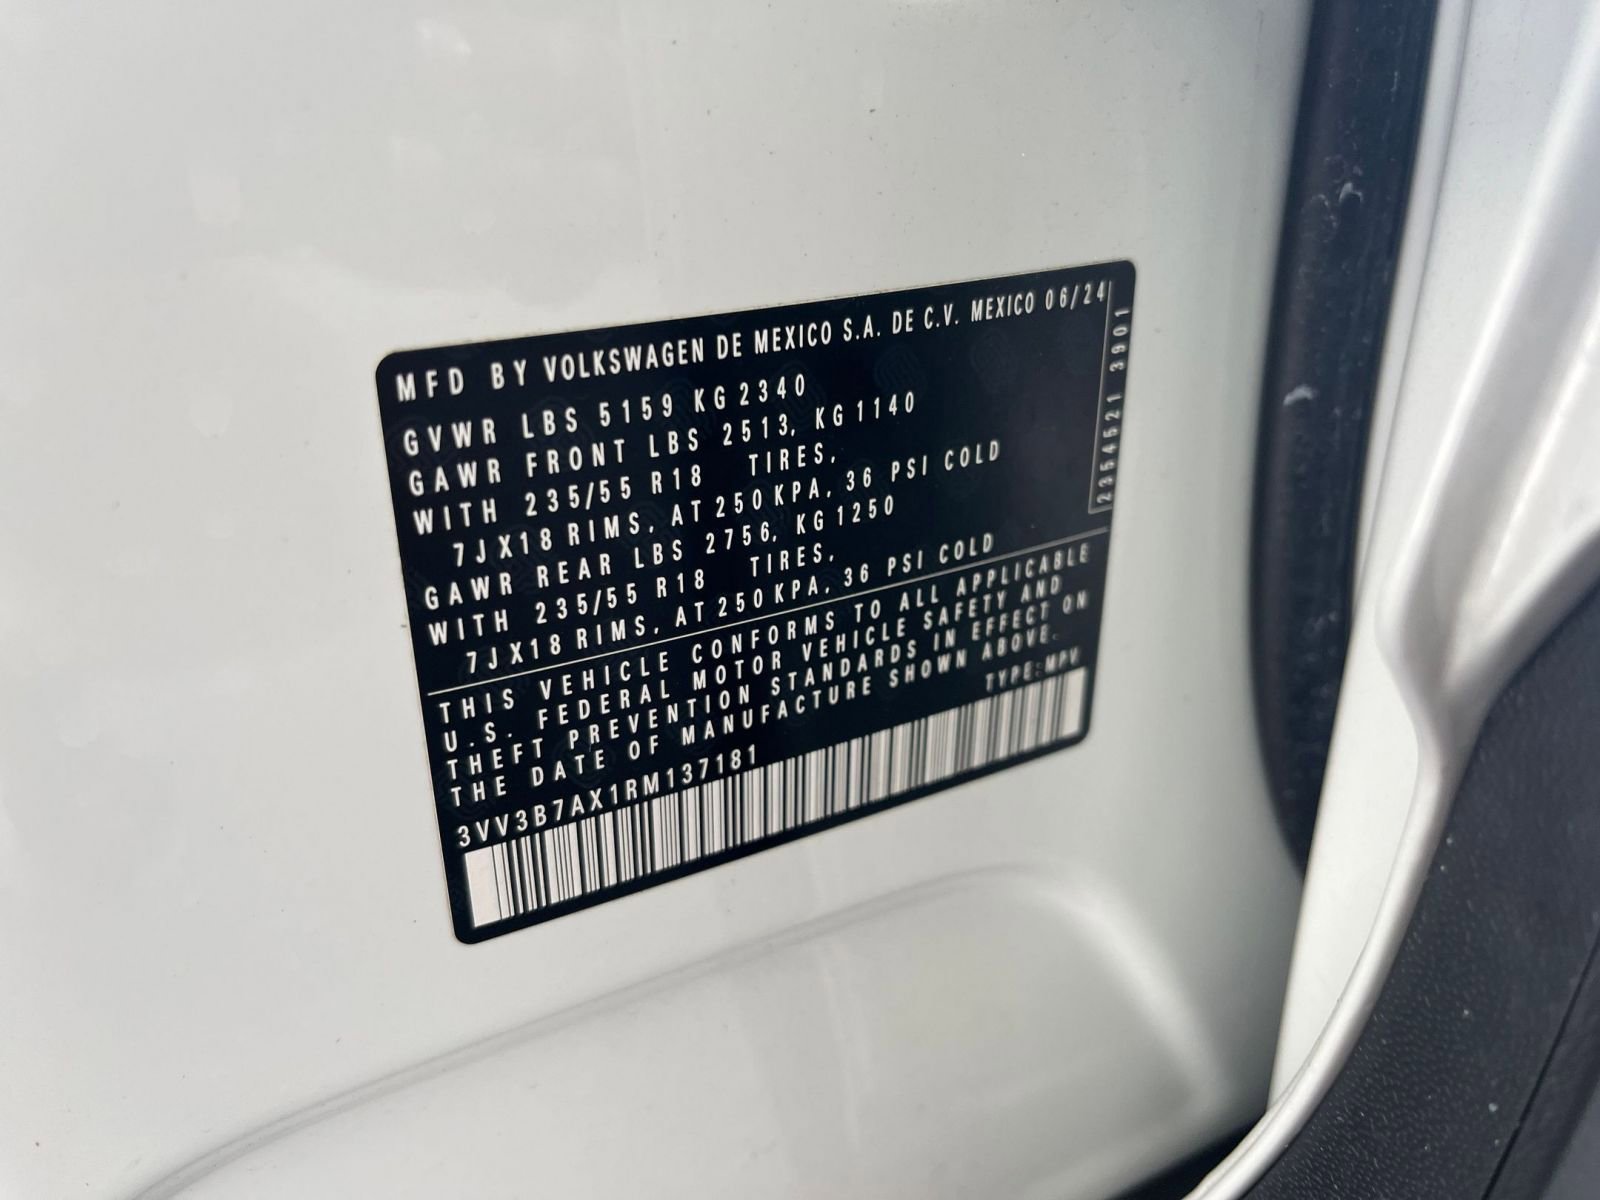 MFD BY VOLKSWAGEN DE MEXICO S.A. DE C.V. MEXICO 06/24
GVWR LBS 5159 KG 2340
GAWR FRONT LBS 2513, KG 1140
WITH 235/55 R18 TIRES,
7JX18 RIMS, AT 250KPA, 36 PSI COLD
GAWR REAR LBS 2756, KG 1250
WITH 235/55 R18 TIRES,
7JX18 RIMS, AT 250KPA, 36 PSI COLD
2354521 3901
THIS VEHICLE CONFORMS TO ALL APPLICABLE
U.S. FEDERAL MOTOR VEHICLE SAFETY AND
THEFT PREVENTION STANDARDS IN EFFECT ON
THE DATE OF MANUFACTURE SHOWN ABOVE.
3VV3B7AX1RM137181 TYPE:MPV